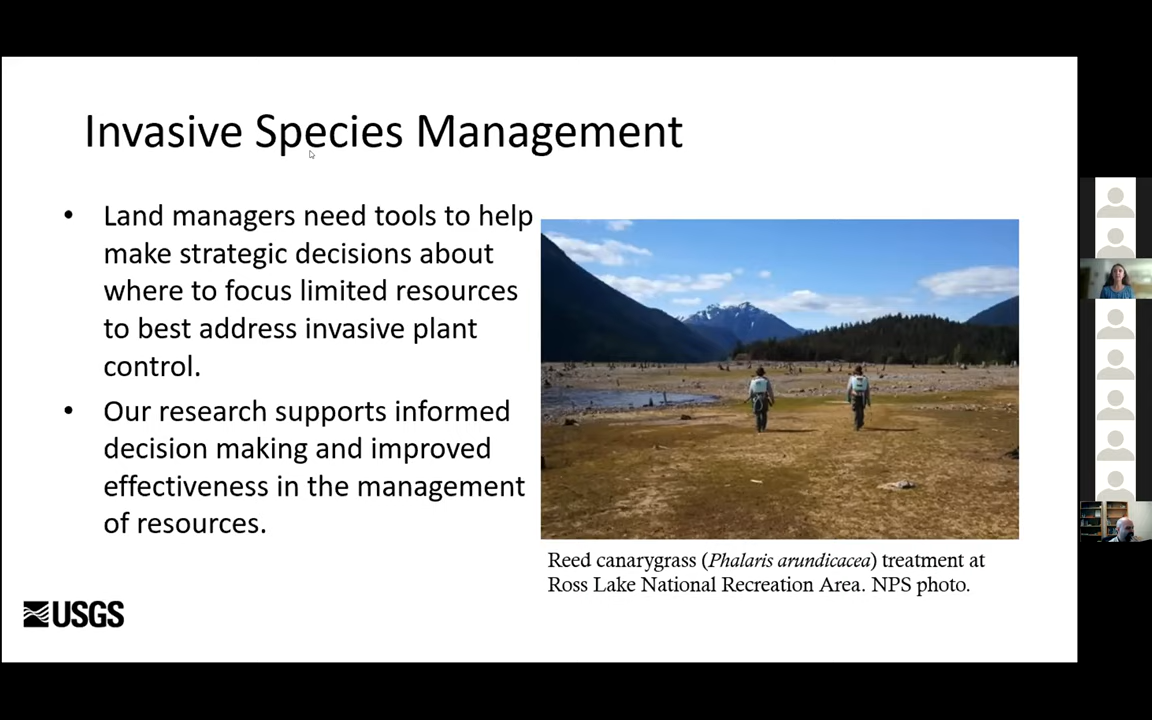 Invasive Species Management
• Land managers need tools to help
make strategic decisions about
where to focus limited resources
to best address invasive plant
control.
• Our research supports informed
decision making and improved
effectiveness in the management
of resources.
Reed canarygrass (Phalaris arundicacea) treatment at
Ross Lake National Recreation Area. NPS photo.
USGS